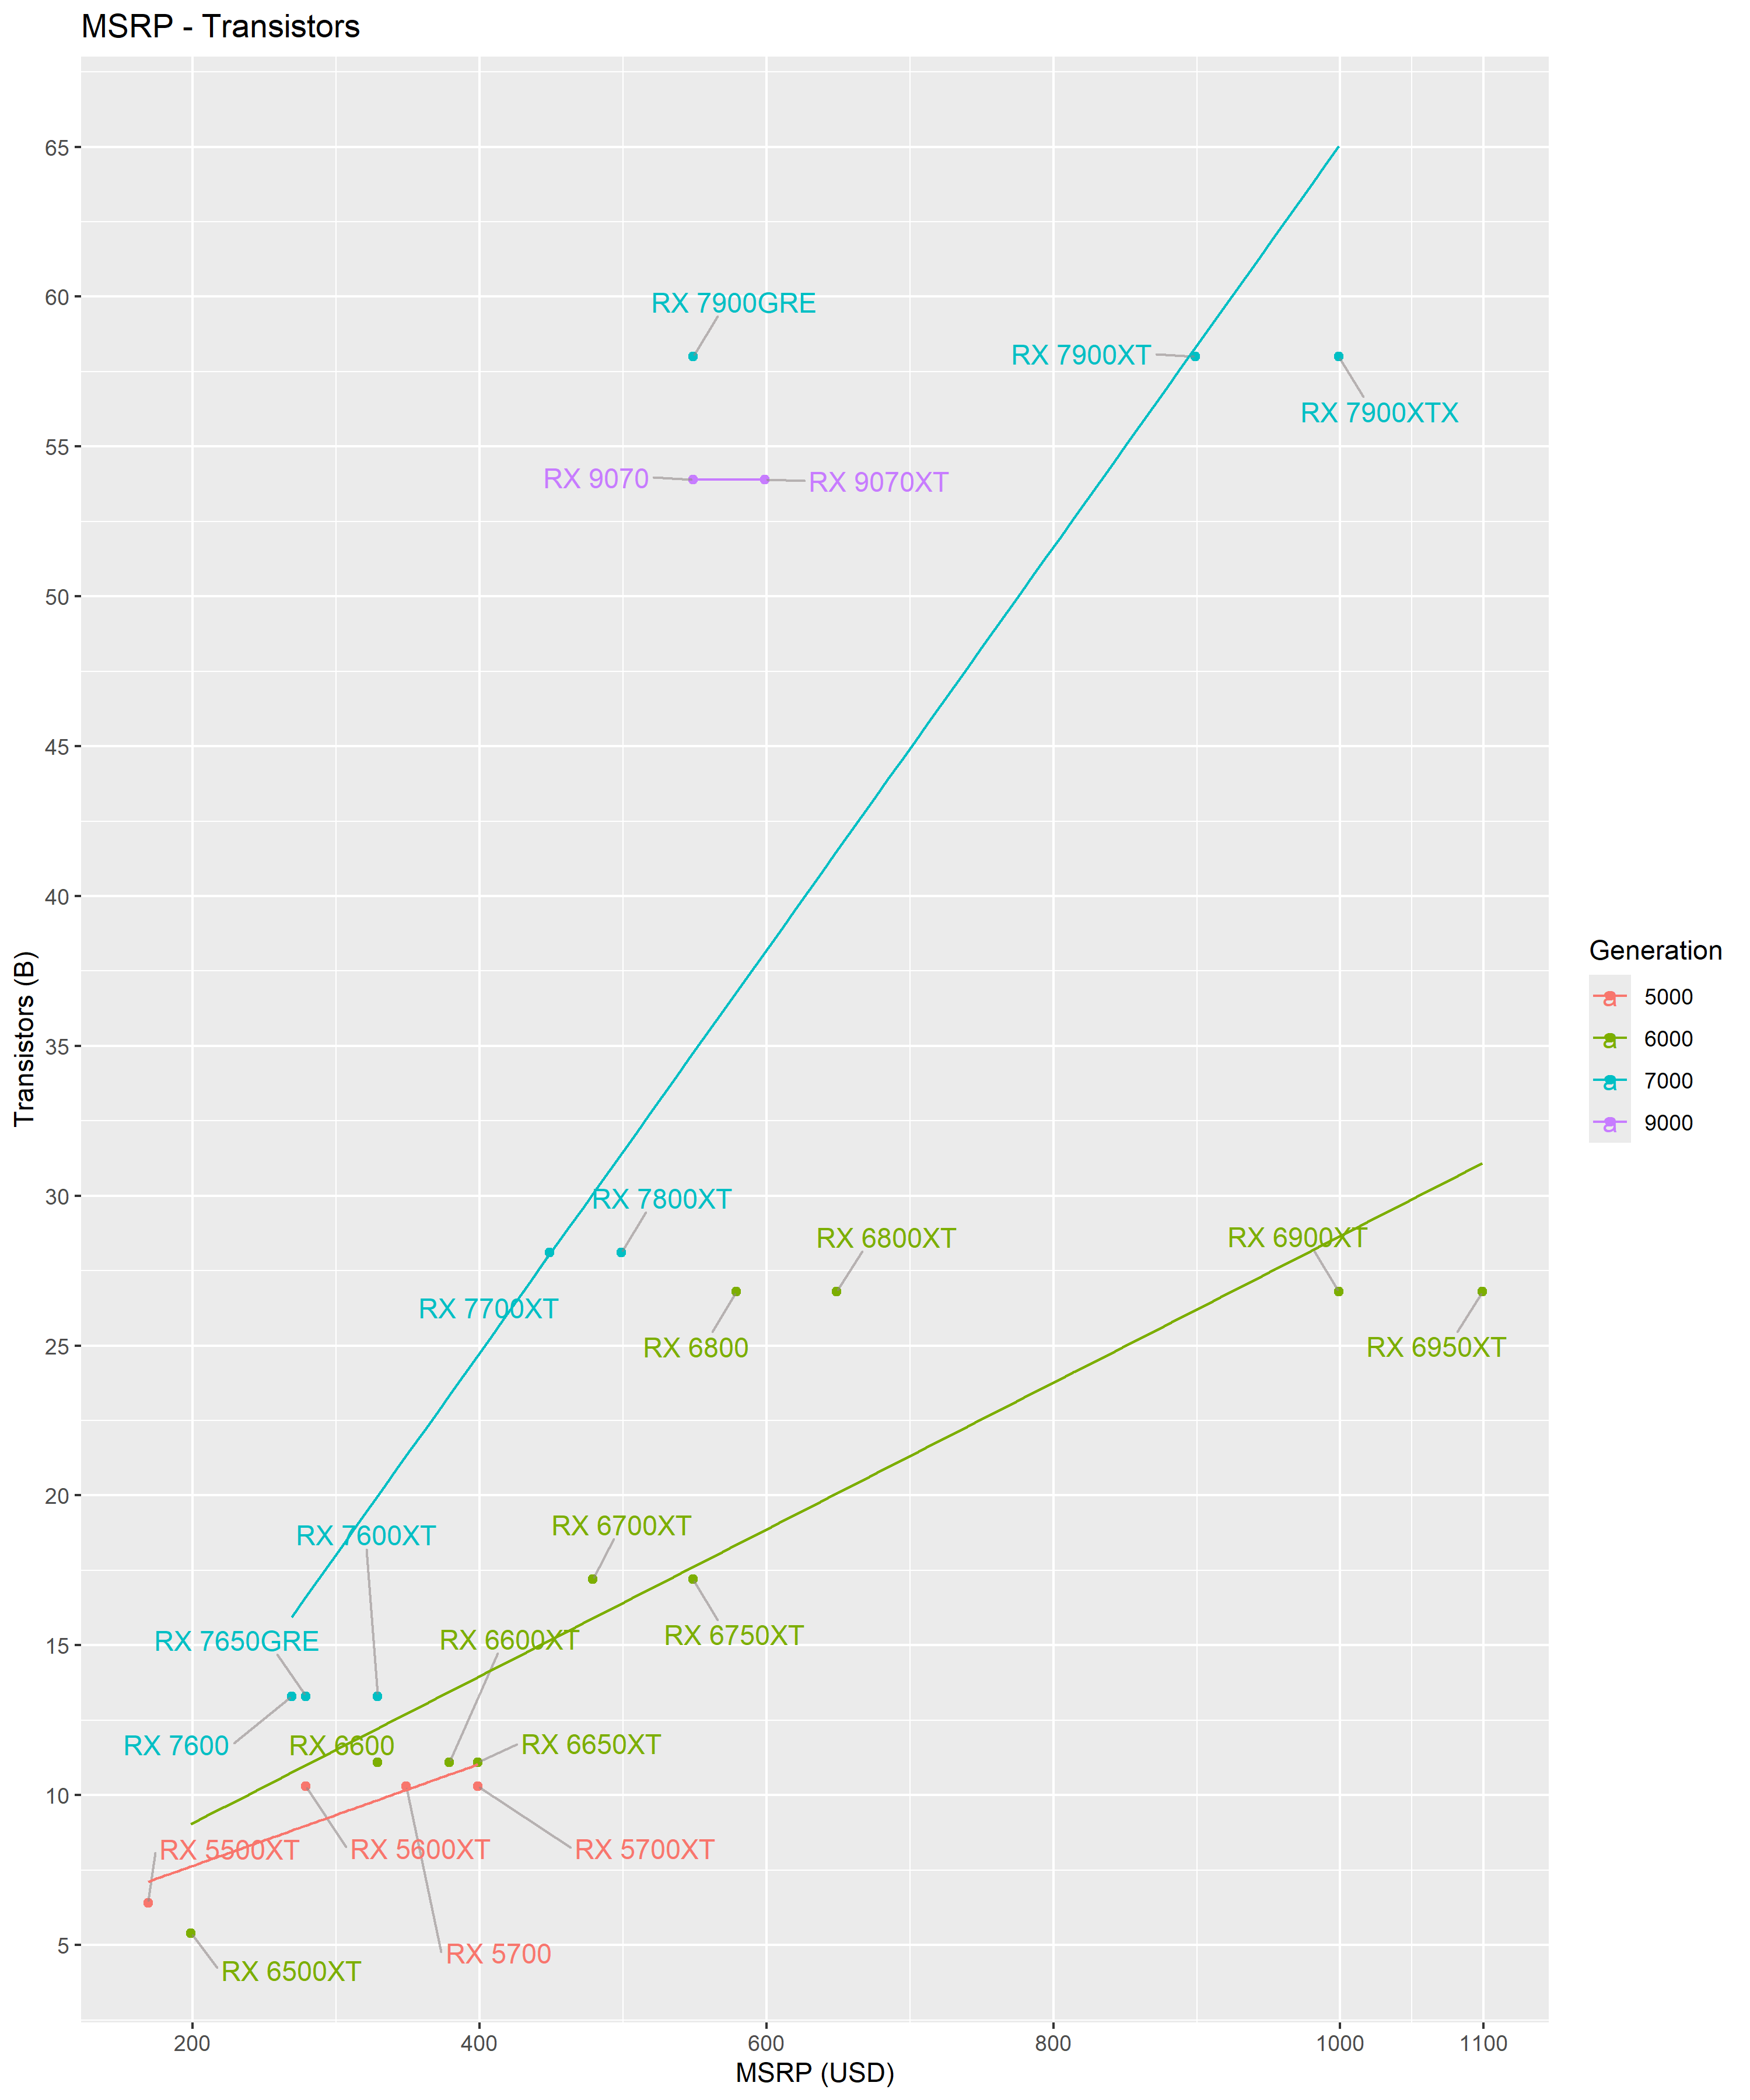 MSRP - Transistors
65
60
55
50
45
40
35
30
25
20
15
10
5
Transistors (B)
RX 7900GRE
RX 7900XT
RX 7900XTX
RX 9070
RX 9070XT
RX 7800XT
RX 6800XT
RX 6900XT
RX 7700XT
RX 6800
RX 6950XT
RX 6700XT
RX 7600XT
RX 7650GRE
RX 6600XT
RX 6750XT
RX 7600
RX 6600
RX 6650XT
RX 5500XT
RX 5600XT
RX 5700XT
RX 5700
RX 6500XT
200
400
600
800
1000
1100
MSRP (USD)
Generation
a 5000
a 6000
a 7000
a 9000